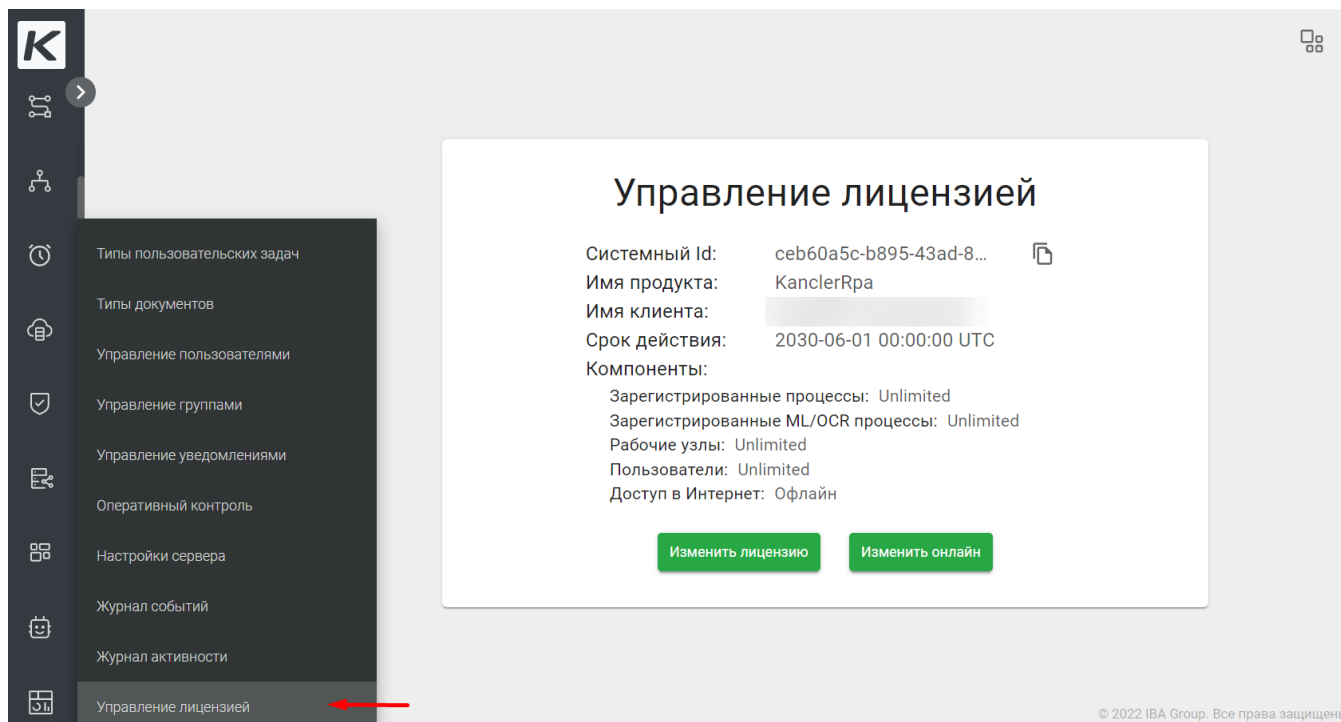 K
Типы пользовательских задач
Типы документов
Управление пользователями
Управление группами
Управление уведомлениями
Оперативный контроль
Настройки сервера
Журнал событий
Журнал активности
Управление лицензией
Управление лицензией
Системный Id: ceb60a5c-b895-43ad-8...
Имя продукта: KanclerRpa
Имя клиента:
Срок действия: 2030-06-01 00:00:00 UTC
Компоненты:
Зарегистрированные процессы: Unlimited
Зарегистрированные ML/OCR процессы: Unlimited
Рабочие узлы: Unlimited
Пользователи: Unlimited
Доступ в Интернет: Офлайн
Изменить лицензию Изменить онлайн
© 2022 IBA Group. Все права